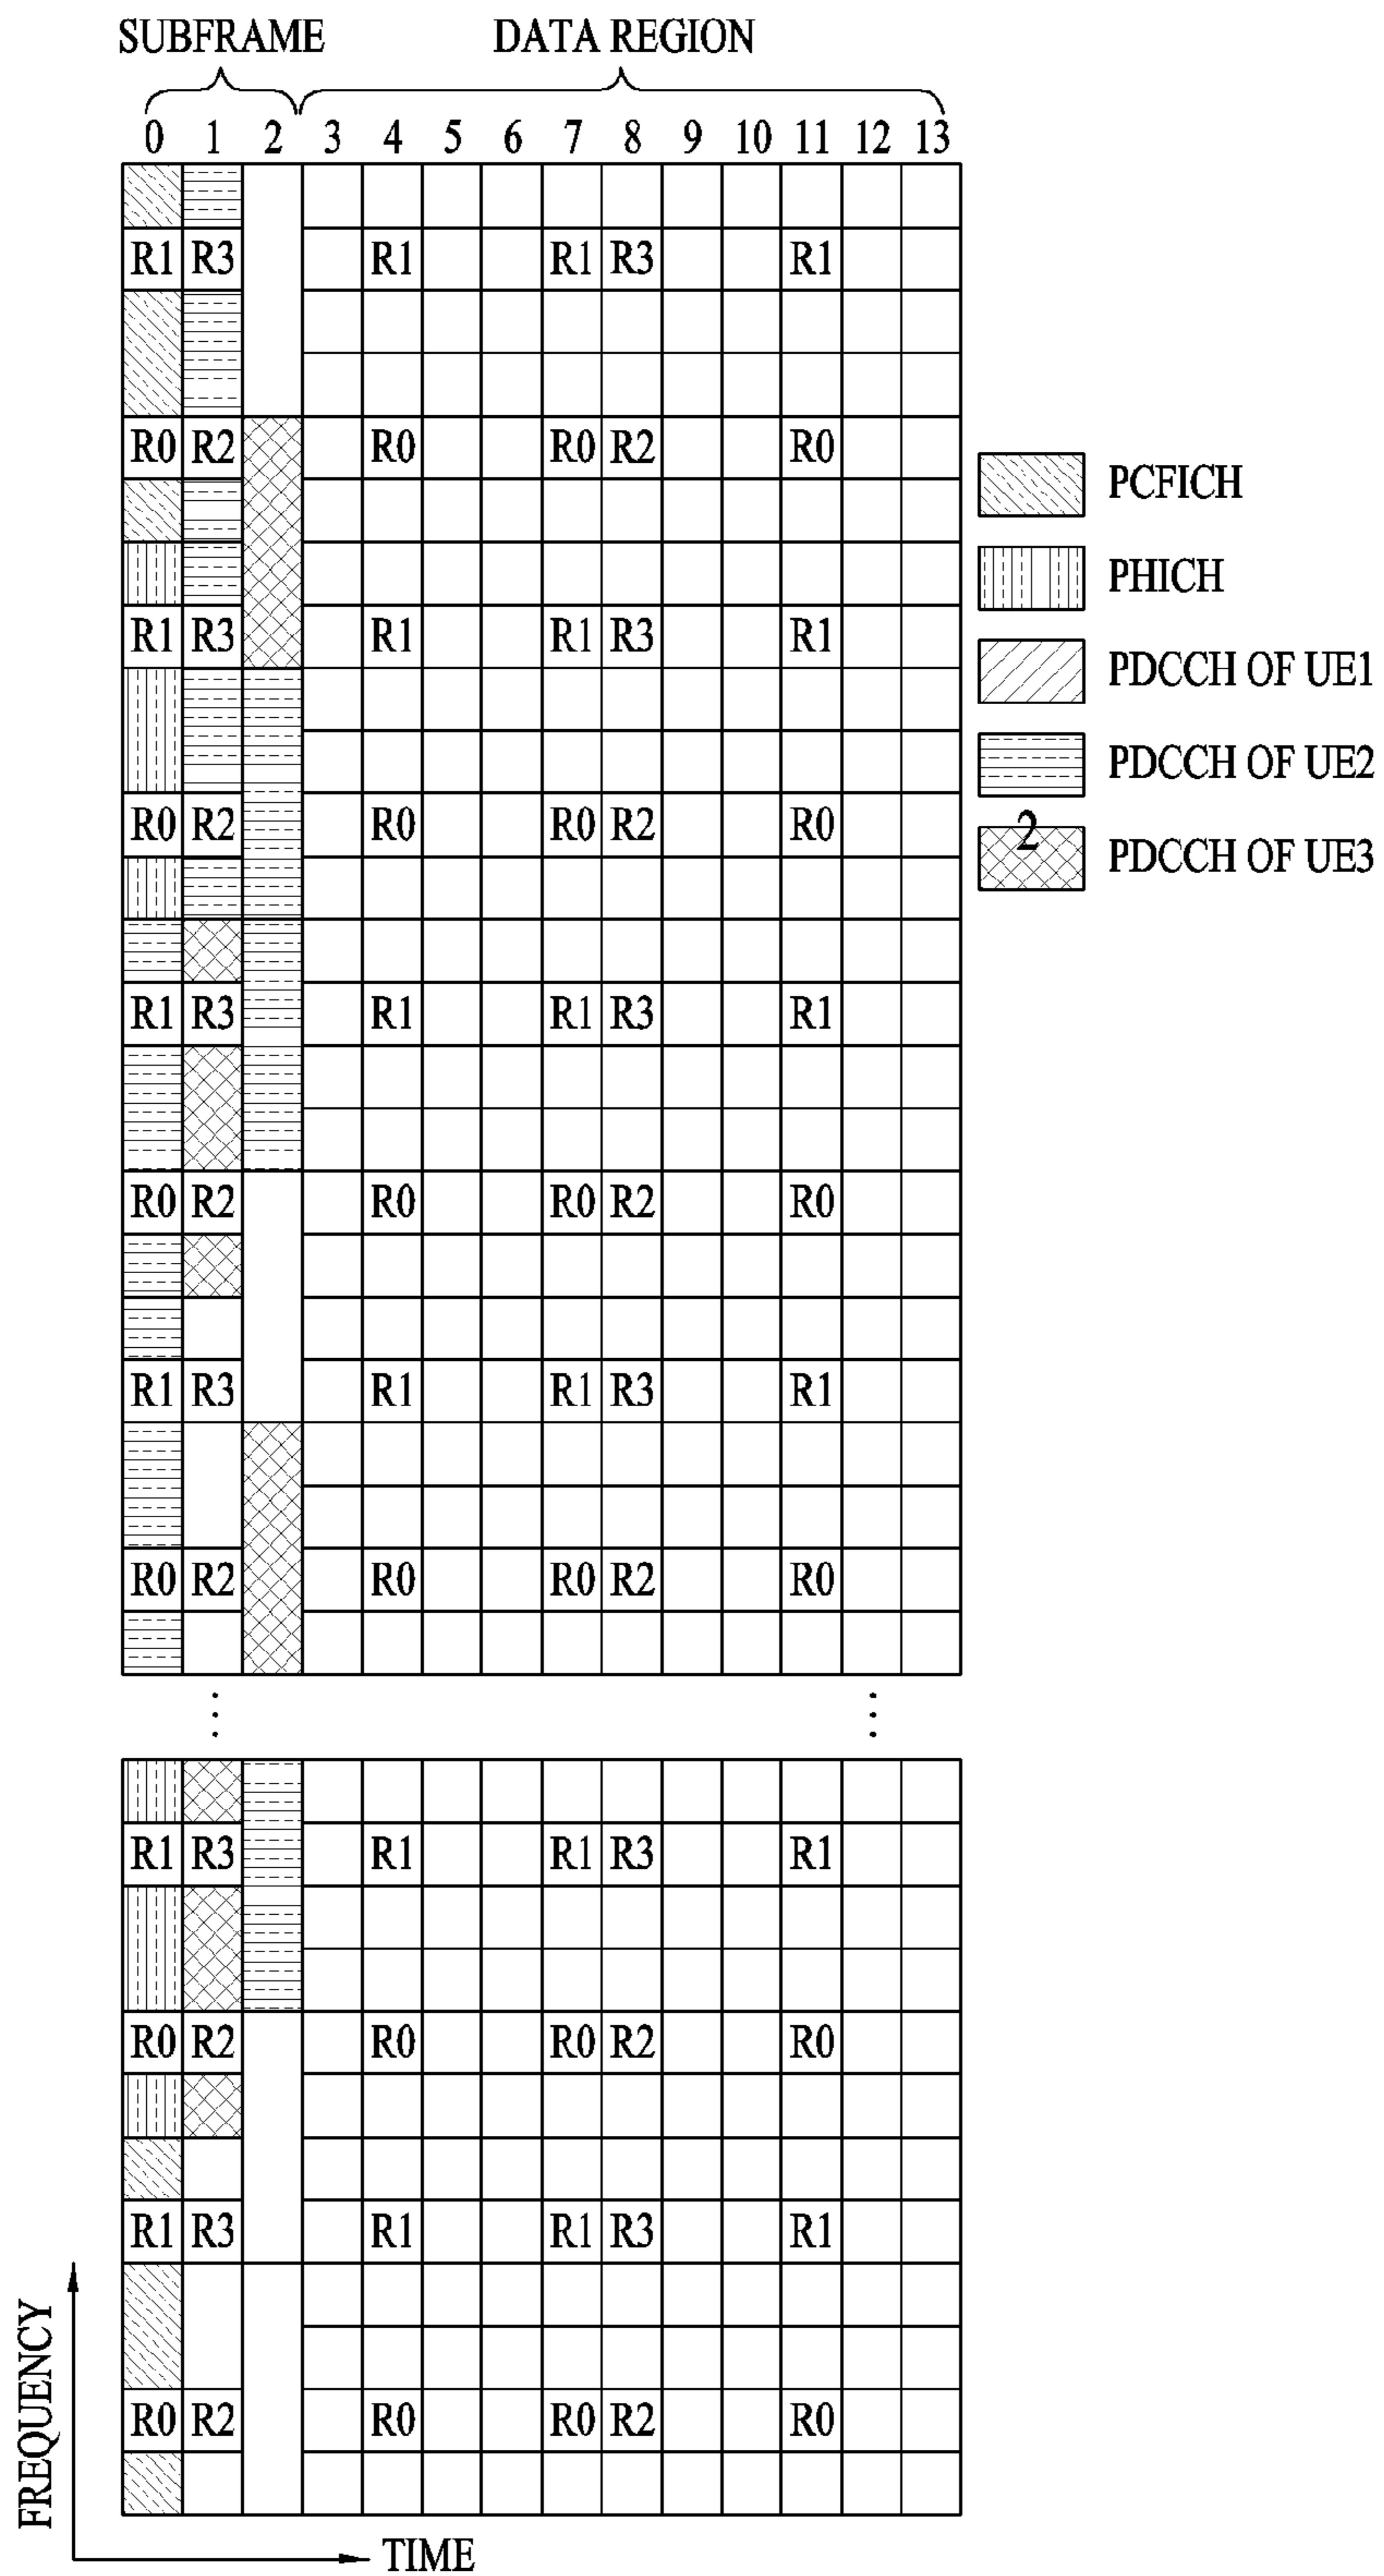 SUBFRAME DATA REGION
0 1 2 3 4 5 6 7 8 9 10 11 12 13
R1 R3 R1 R1 R3 R1
R0 R2 R0 R0 R2 R0
PCFICH
PHICH
R1 R3 R1 R1 R3 R1
PDCCH OF UE1
PDCCH OF UE2
R0 R2 R0 R0 R2 R0
2
PDCCH OF UE3
R1 R3 R1 R1 R3 R1
R0 R2 R0 R0 R2 R0
R1 R3 R1 R1 R3 R1
R0 R2 R0 R0 R2 R0
R1 R3 R1 R1 R3 R1
R0 R2 R0 R0 R2 R0
R1 R3 R1 R1 R3 R1
R0 R2 R0 R0 R2 R0
FREQUENCY
TIME